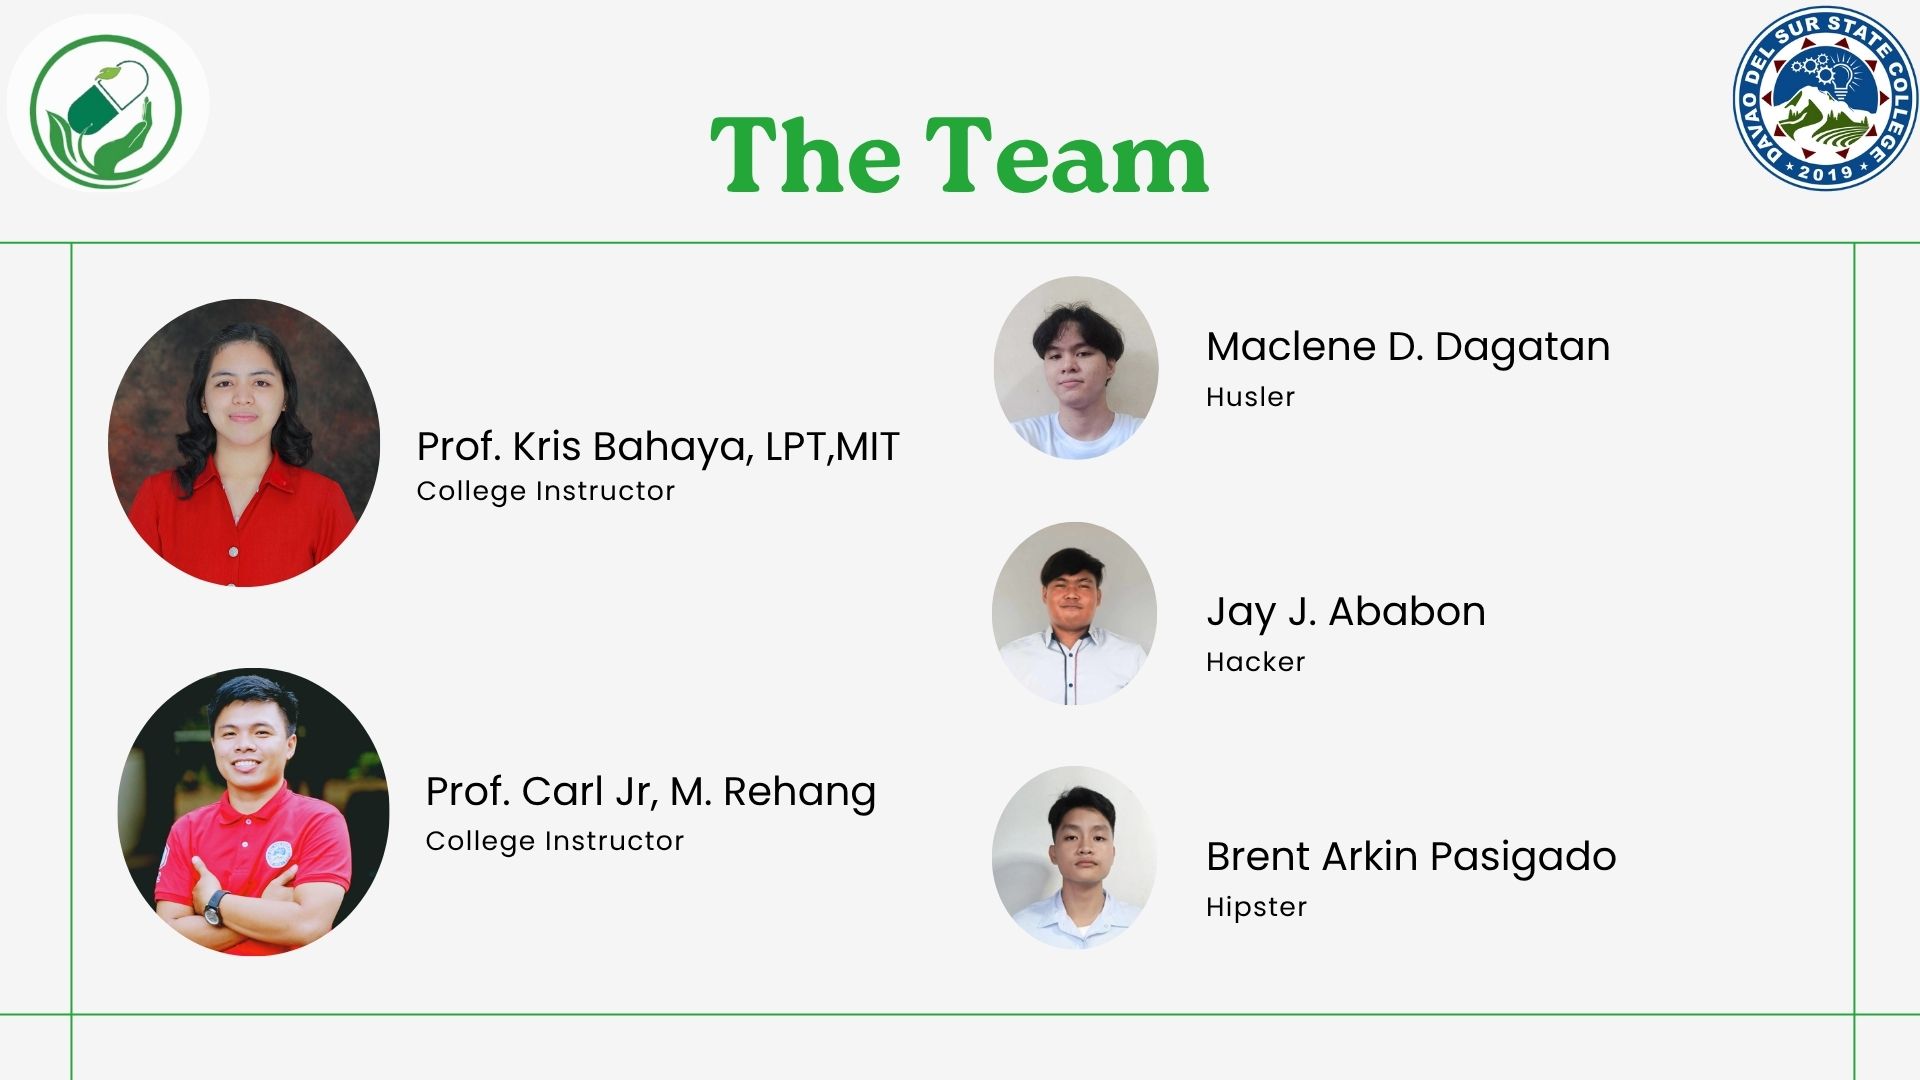 DAVAO DEL SUR STATE COLLEGE
2019
The Team
Prof. Kris Bahaya, LPT,MIT
College Instructor
Prof. Carl Jr, M. Rehang
College Instructor
Maclene D. Dagatan
Husler
Jay J. Ababon
Hacker
Brent Arkin Pasigado
Hipster